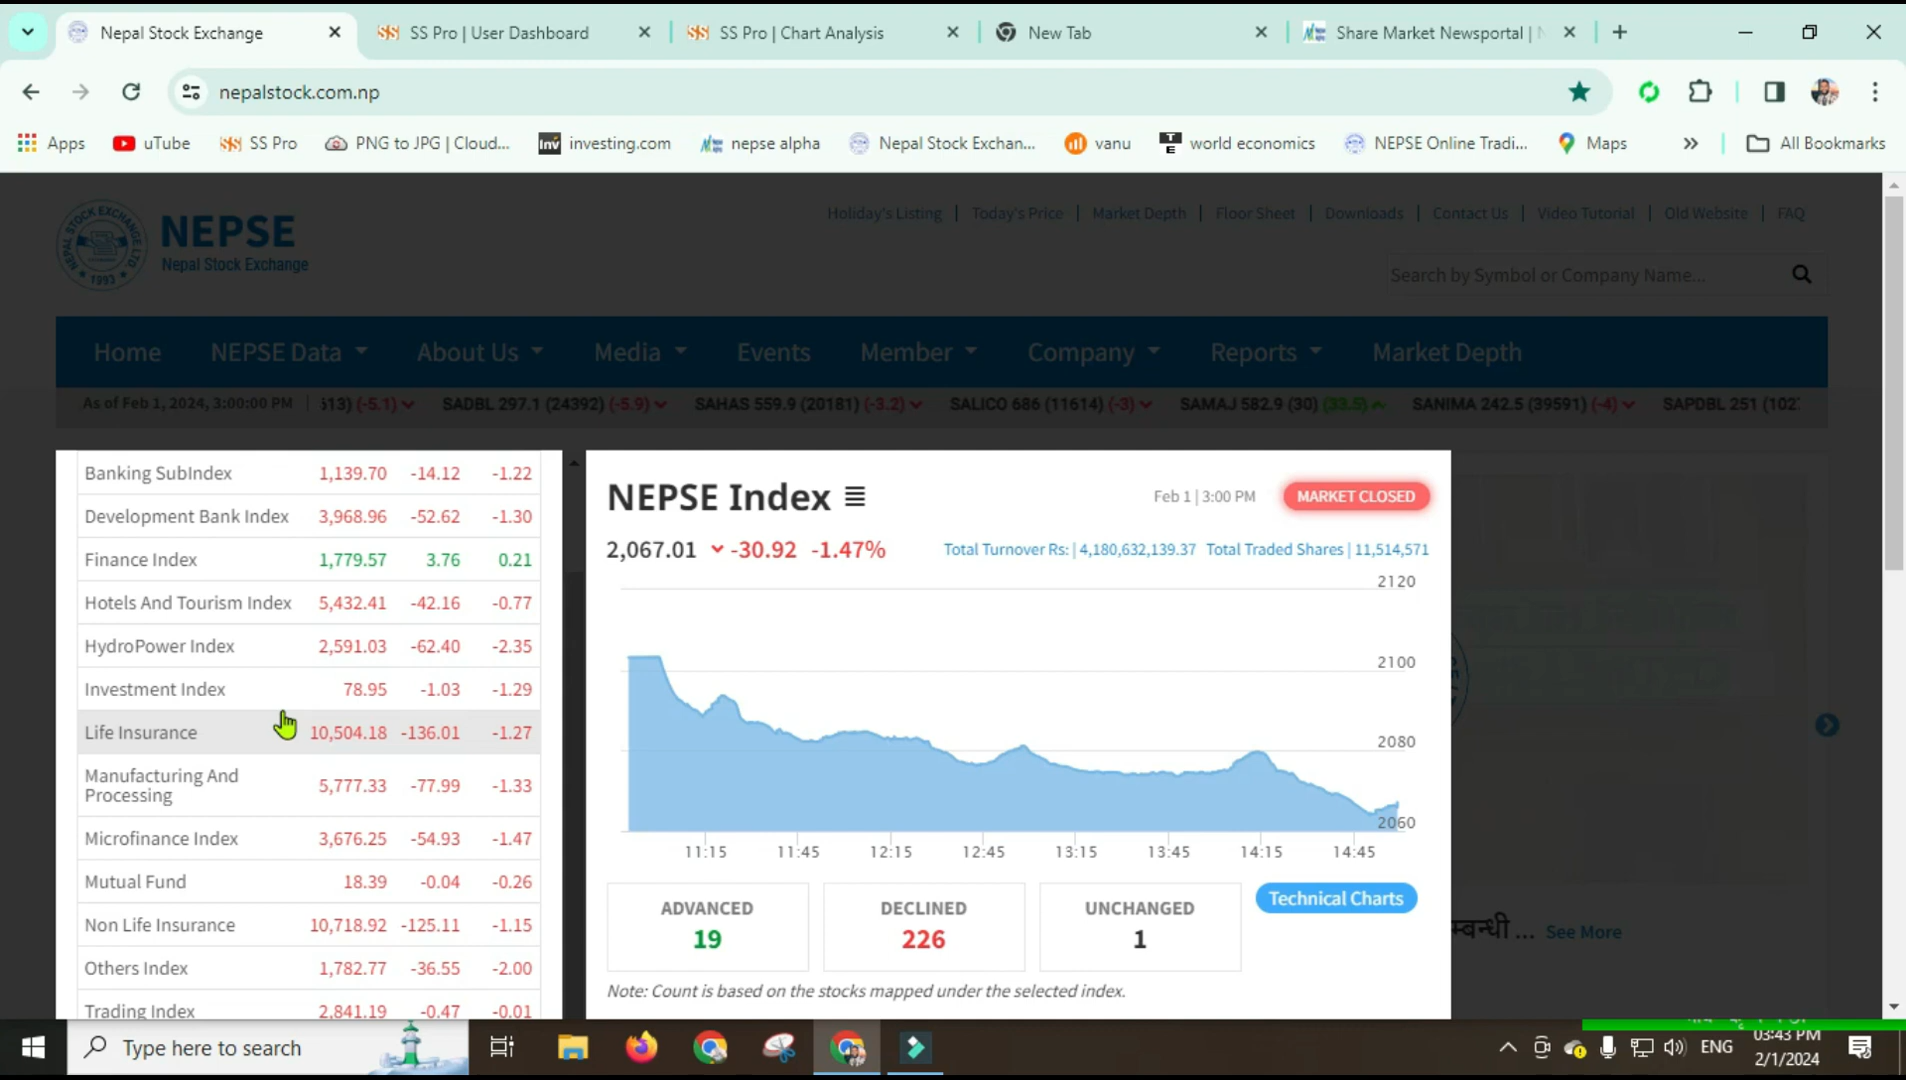 Nepal Stock Exchange
SS Pro | User Dashboard
SS Pro | Chart Analysis
New Tab
Share Market Newsportal |
nepalstock.com.np
Apps
uTube
SS Pro
PNG to JPG | Cloud...
Inv investing.com
nepse alpha
Nepal Stock Exchan...
vanu
TE world economics
NEPSE Online Tradi...
Maps
All Bookmarks
NEPAL STOCK EXCHANGE LTD.
1993
NEPSE
Nepal Stock Exchange
Holiday's Listing | Today's Price | Market Depth | Floor Sheet | Downloads | Contact Us | Video Tutorial | Old Website | FAQ
Search by Symbol or Company Name...
Home NEPSE Data About Us Media Events Member Company Reports Market Depth
As of Feb 1, 2024, 3:00:00 PM | 513) (-5.1) SADBL 297.1 (24392) (-5.9) SAHAS 559.9 (20181) (-3.2) SALICO 686 (11614) (-3) SAMAJ 582.9 (30) (33.5) SANIMA 242.5 (39591) (-4) SAPDBL 251 (102
Banking SubIndex 1,139.70 -14.12 -1.22
Development Bank Index 3,968.96 -52.62 -1.30
Finance Index 1,779.57 3.76 0.21
Hotels And Tourism Index 5,432.41 -42.16 -0.77
HydroPower Index 2,591.03 -62.40 -2.35
Investment Index 78.95 -1.03 -1.29
Life Insurance 10,504.18 -136.01 -1.27
Manufacturing And
Processing 5,777.33 -77.99 -1.33
Microfinance Index 3,676.25 -54.93 -1.47
Mutual Fund 18.39 -0.04 -0.26
Non Life Insurance 10,718.92 -125.11 -1.15
Others Index 1,782.77 -36.55 -2.00
Trading Index 2,841.19 -0.47 -0.01
NEPSE Index
Feb 1 | 3:00 PM
MARKET CLOSED
2,067.01 -30.92 -1.47%
Total Turnover Rs: | 4,180,632,139.37 Total Traded Shares | 11,514,571
2120
2100
2080
2060
11:15 11:45 12:15 12:45 13:15 13:45 14:15 14:45
ADVANCED
19
DECLINED
226
UNCHANGED
1
Technical Charts
Note: Count is based on the stocks mapped under the selected index.
म्बन्धी ... See More
Type here to search
ENG
03:43 PM
2/1/2024